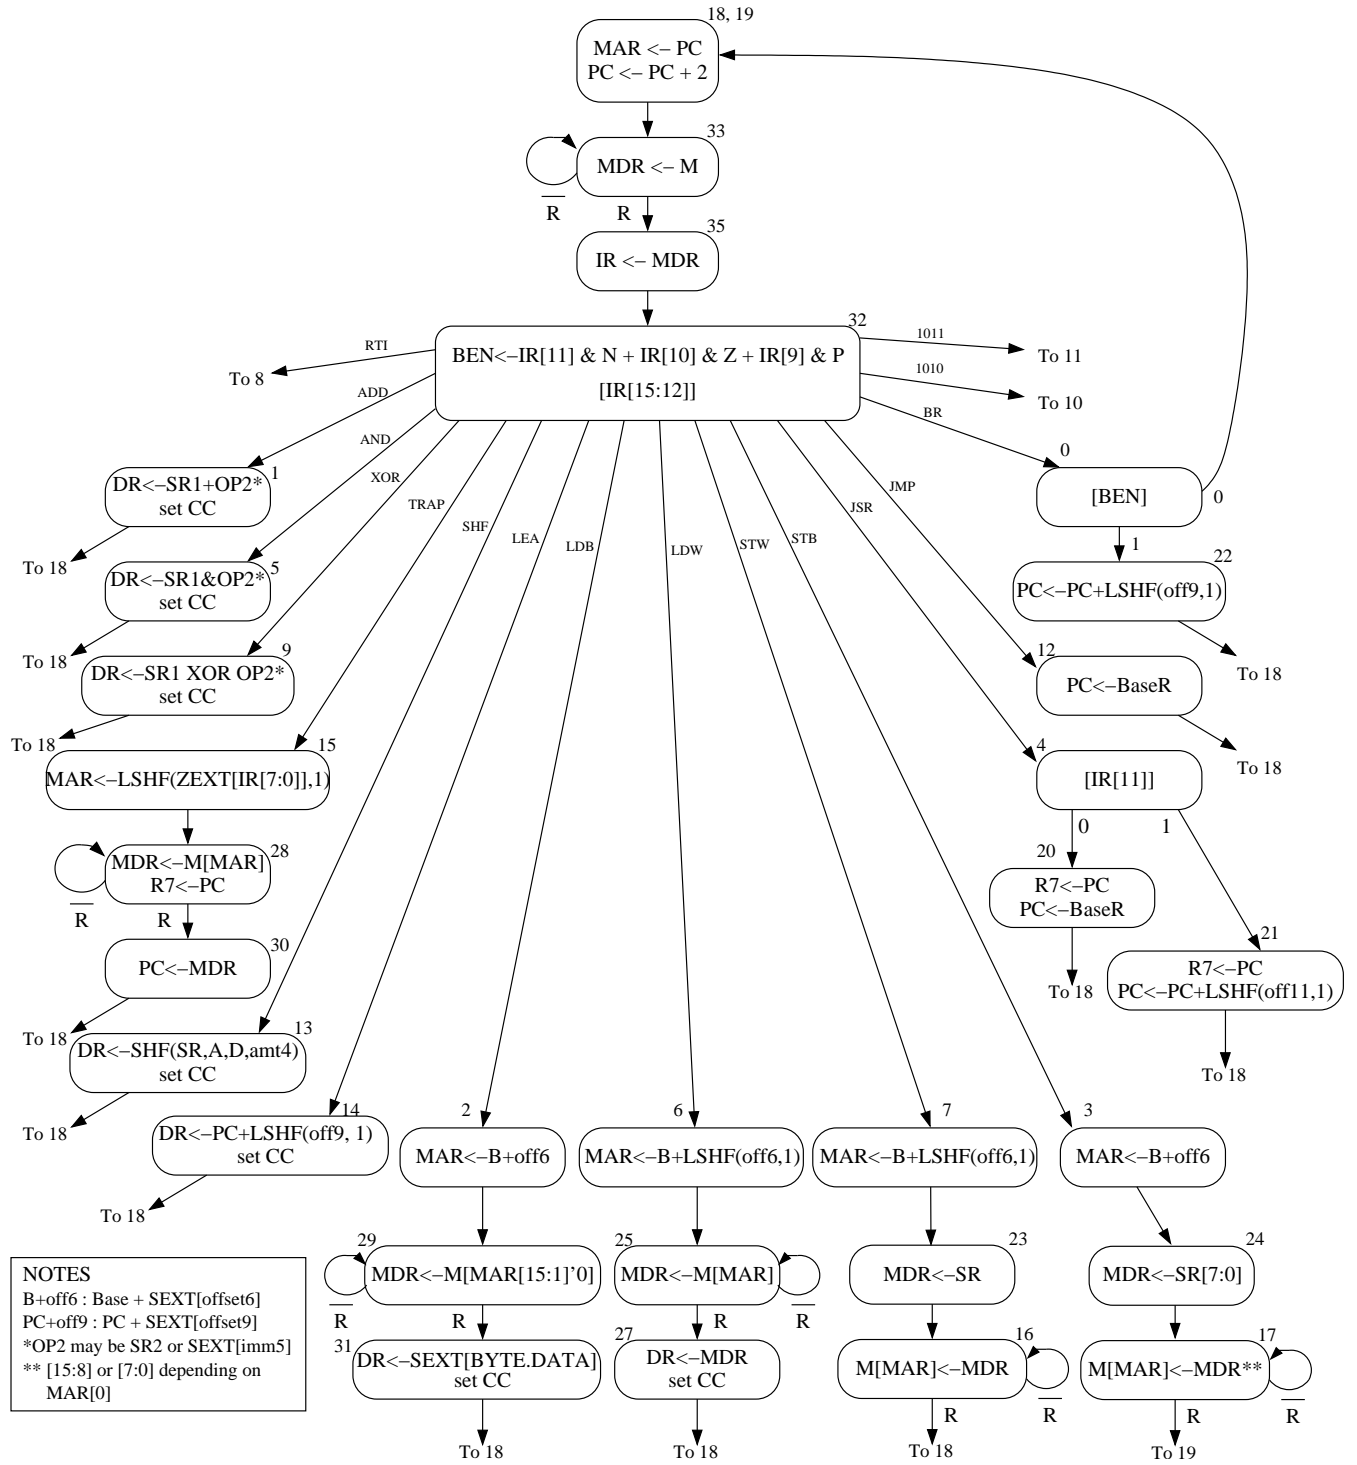 18, 19
MAR <– PC
PC <– PC + 2
33
MDR <– M
R
R
35
IR <– MDR
32
BEN<–IR[11] & N + IR[10] & Z + IR[9] & P
[IR[15:12]]
RTI
To 8
1011
To 11
1010
To 10
ADD
AND
XOR
TRAP
SHF
LEA
LDB
LDW
STW
STB
JSR
JMP
BR
1
DR<–SR1+OP2*
set CC
To 18
5
DR<–SR1&OP2*
set CC
To 18
9
DR<–SR1 XOR OP2*
set CC
To 18
0
[BEN]
0
1
22
PC<–PC+LSHF(off9,1)
To 18
12
PC<–BaseR
To 18
15
MAR<–LSHF(ZEXT[IR[7:0]],1)
28
MDR<–M[MAR]
R7<–PC
R
R
30
PC<–MDR
To 18
4
[IR[11]]
0
1
20
R7<–PC
PC<–BaseR
To 18
21
R7<–PC
PC<–PC+LSHF(off11,1)
To 18
13
DR<–SHF(SR,A,D,amt4)
set CC
To 18
14
DR<–PC+LSHF(off9, 1)
set CC
To 18
2
MAR<–B+off6
29
MDR<–M[MAR[15:1]'0]
R
R
31
DR<–SEXT[BYTE.DATA]
set CC
To 18
6
MAR<–B+LSHF(off6,1)
25
MDR<–M[MAR]
R
R
27
DR<–MDR
set CC
To 18
7
MAR<–B+LSHF(off6,1)
23
MDR<–SR
16
M[MAR]<–MDR
R
R
To 18
3
MAR<–B+off6
24
MDR<–SR[7:0]
17
M[MAR]<–MDR**
R
R
To 19
NOTES
B+off6 : Base + SEXT[offset6]
PC+off9 : PC + SEXT[offset9]
*OP2 may be SR2 or SEXT[imm5]
** [15:8] or [7:0] depending on
MAR[0]